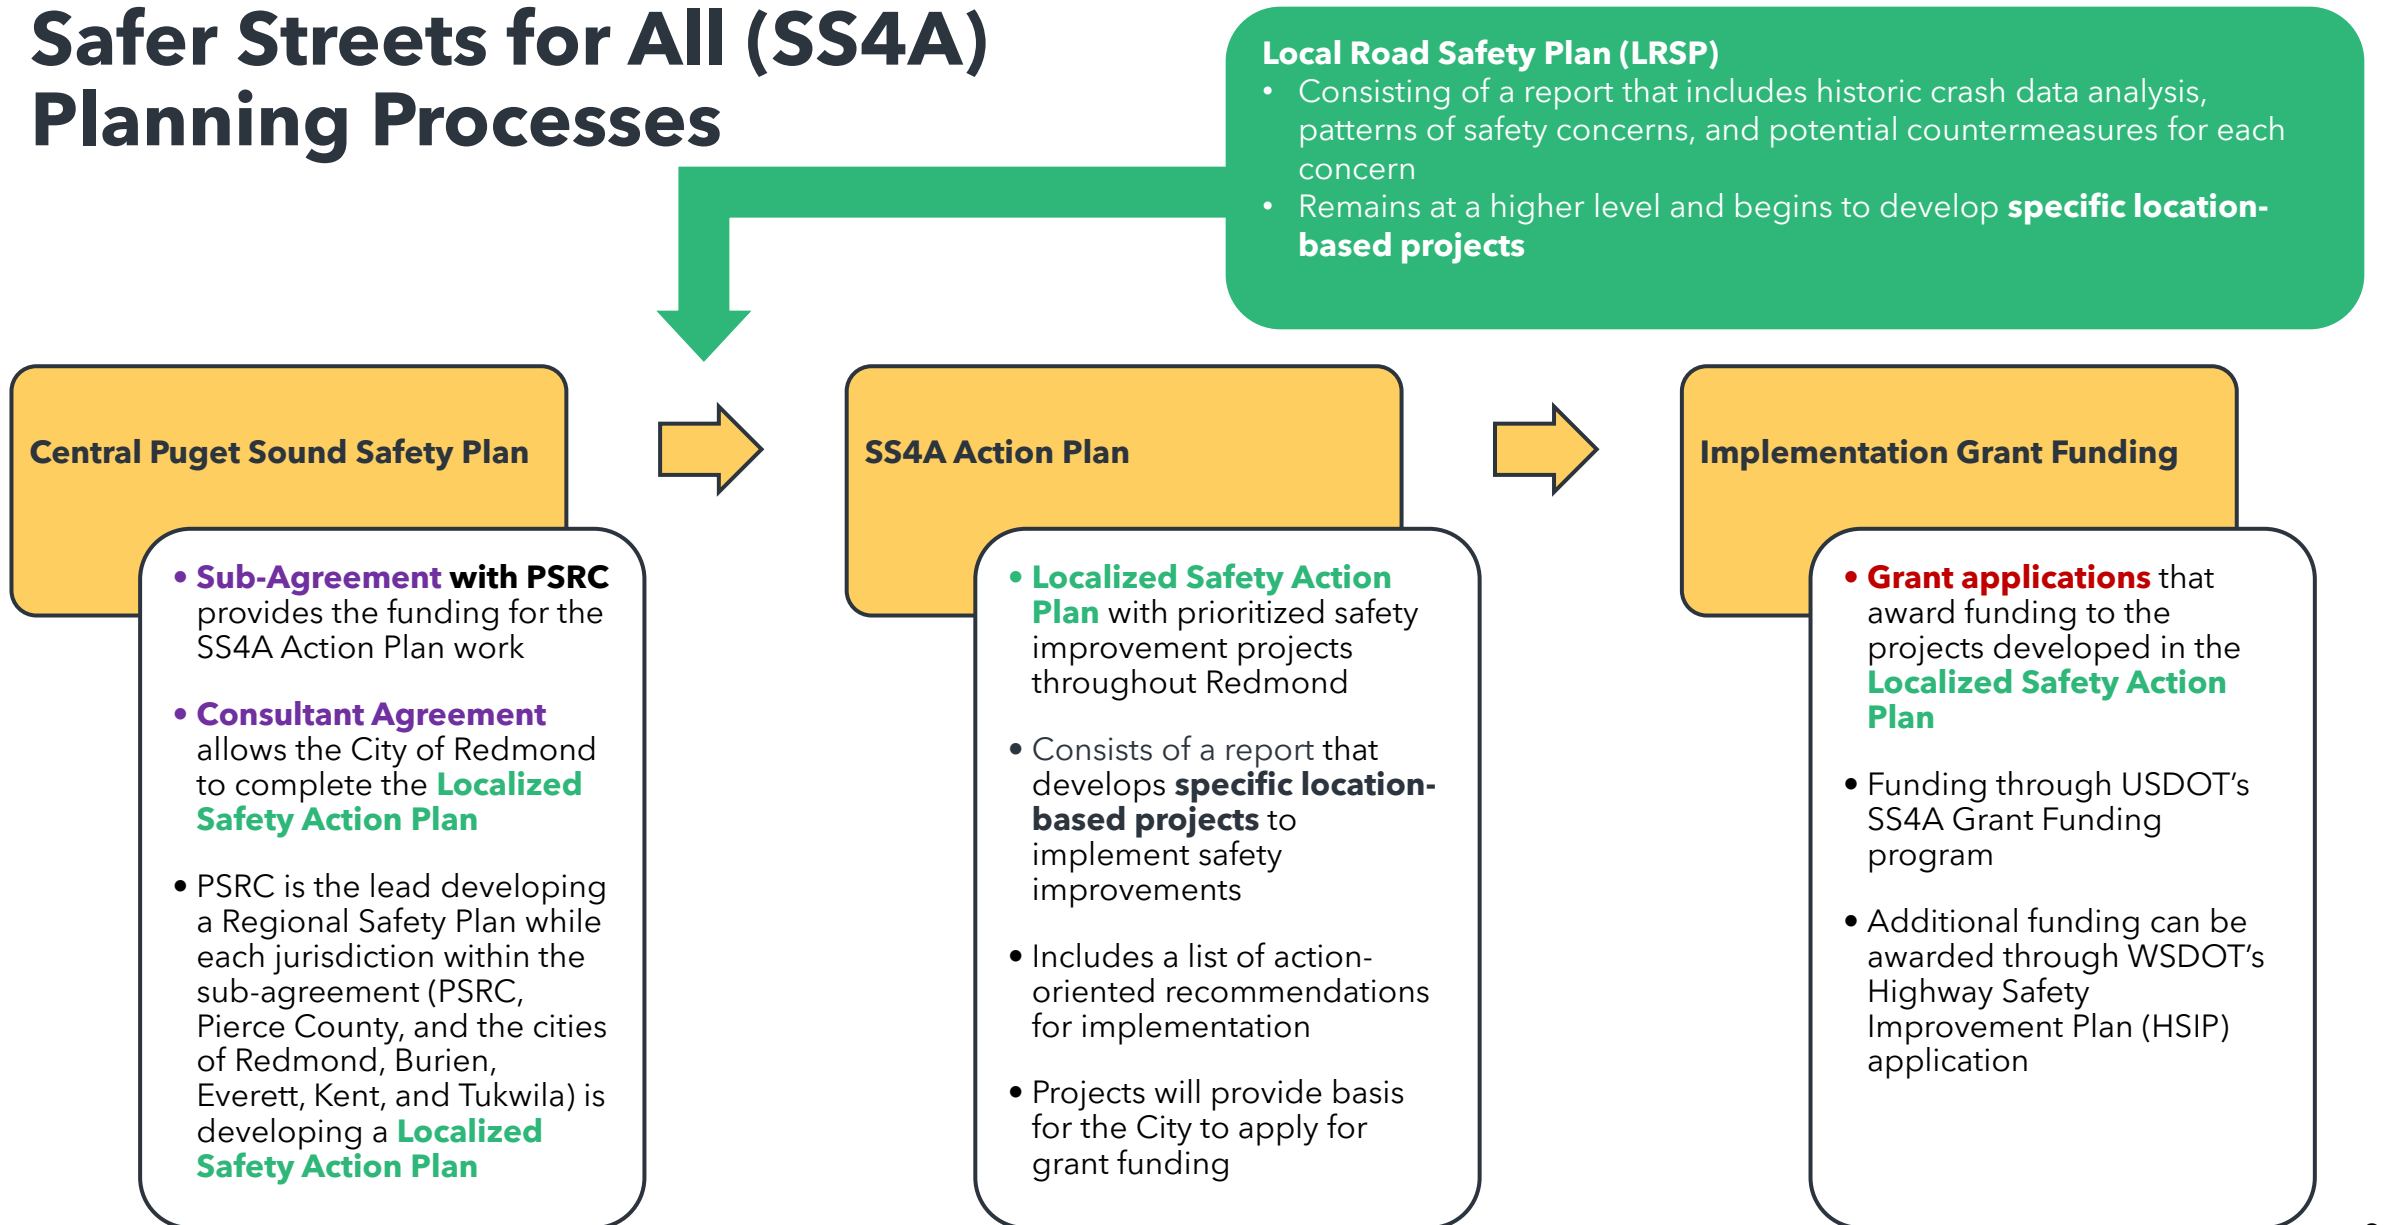 Safer Streets for All (SS4A)
Planning Processes
Local Road Safety Plan (LRSP)
• Consisting of a report that includes historic crash data analysis,
patterns of safety concerns, and potential countermeasures for each
concern
• Remains at a higher level and begins to develop specific location-
based projects
Central Puget Sound Safety Plan
• Sub-Agreement with PSRC
provides the funding for the
SS4A Action Plan work
• Consultant Agreement
allows the City of Redmond
to complete the Localized
Safety Action Plan
• PSRC is the lead developing
a Regional Safety Plan while
each jurisdiction within the
sub-agreement (PSRC,
Pierce County, and the cities
of Redmond, Burien,
Everett, Kent, and Tukwila) is
developing a Localized
Safety Action Plan
SS4A Action Plan
• Localized Safety Action
Plan with prioritized safety
improvement projects
throughout Redmond
• Consists of a report that
develops specific location-
based projects to
implement safety
improvements
• Includes a list of action-
oriented recommendations
for implementation
• Projects will provide basis
for the City to apply for
grant funding
Implementation Grant Funding
• Grant applications that
award funding to the
projects developed in the
Localized Safety Action
Plan
• Funding through USDOT’s
SS4A Grant Funding
program
• Additional funding can be
awarded through WSDOT’s
Highway Safety
Improvement Plan (HSIP)
application